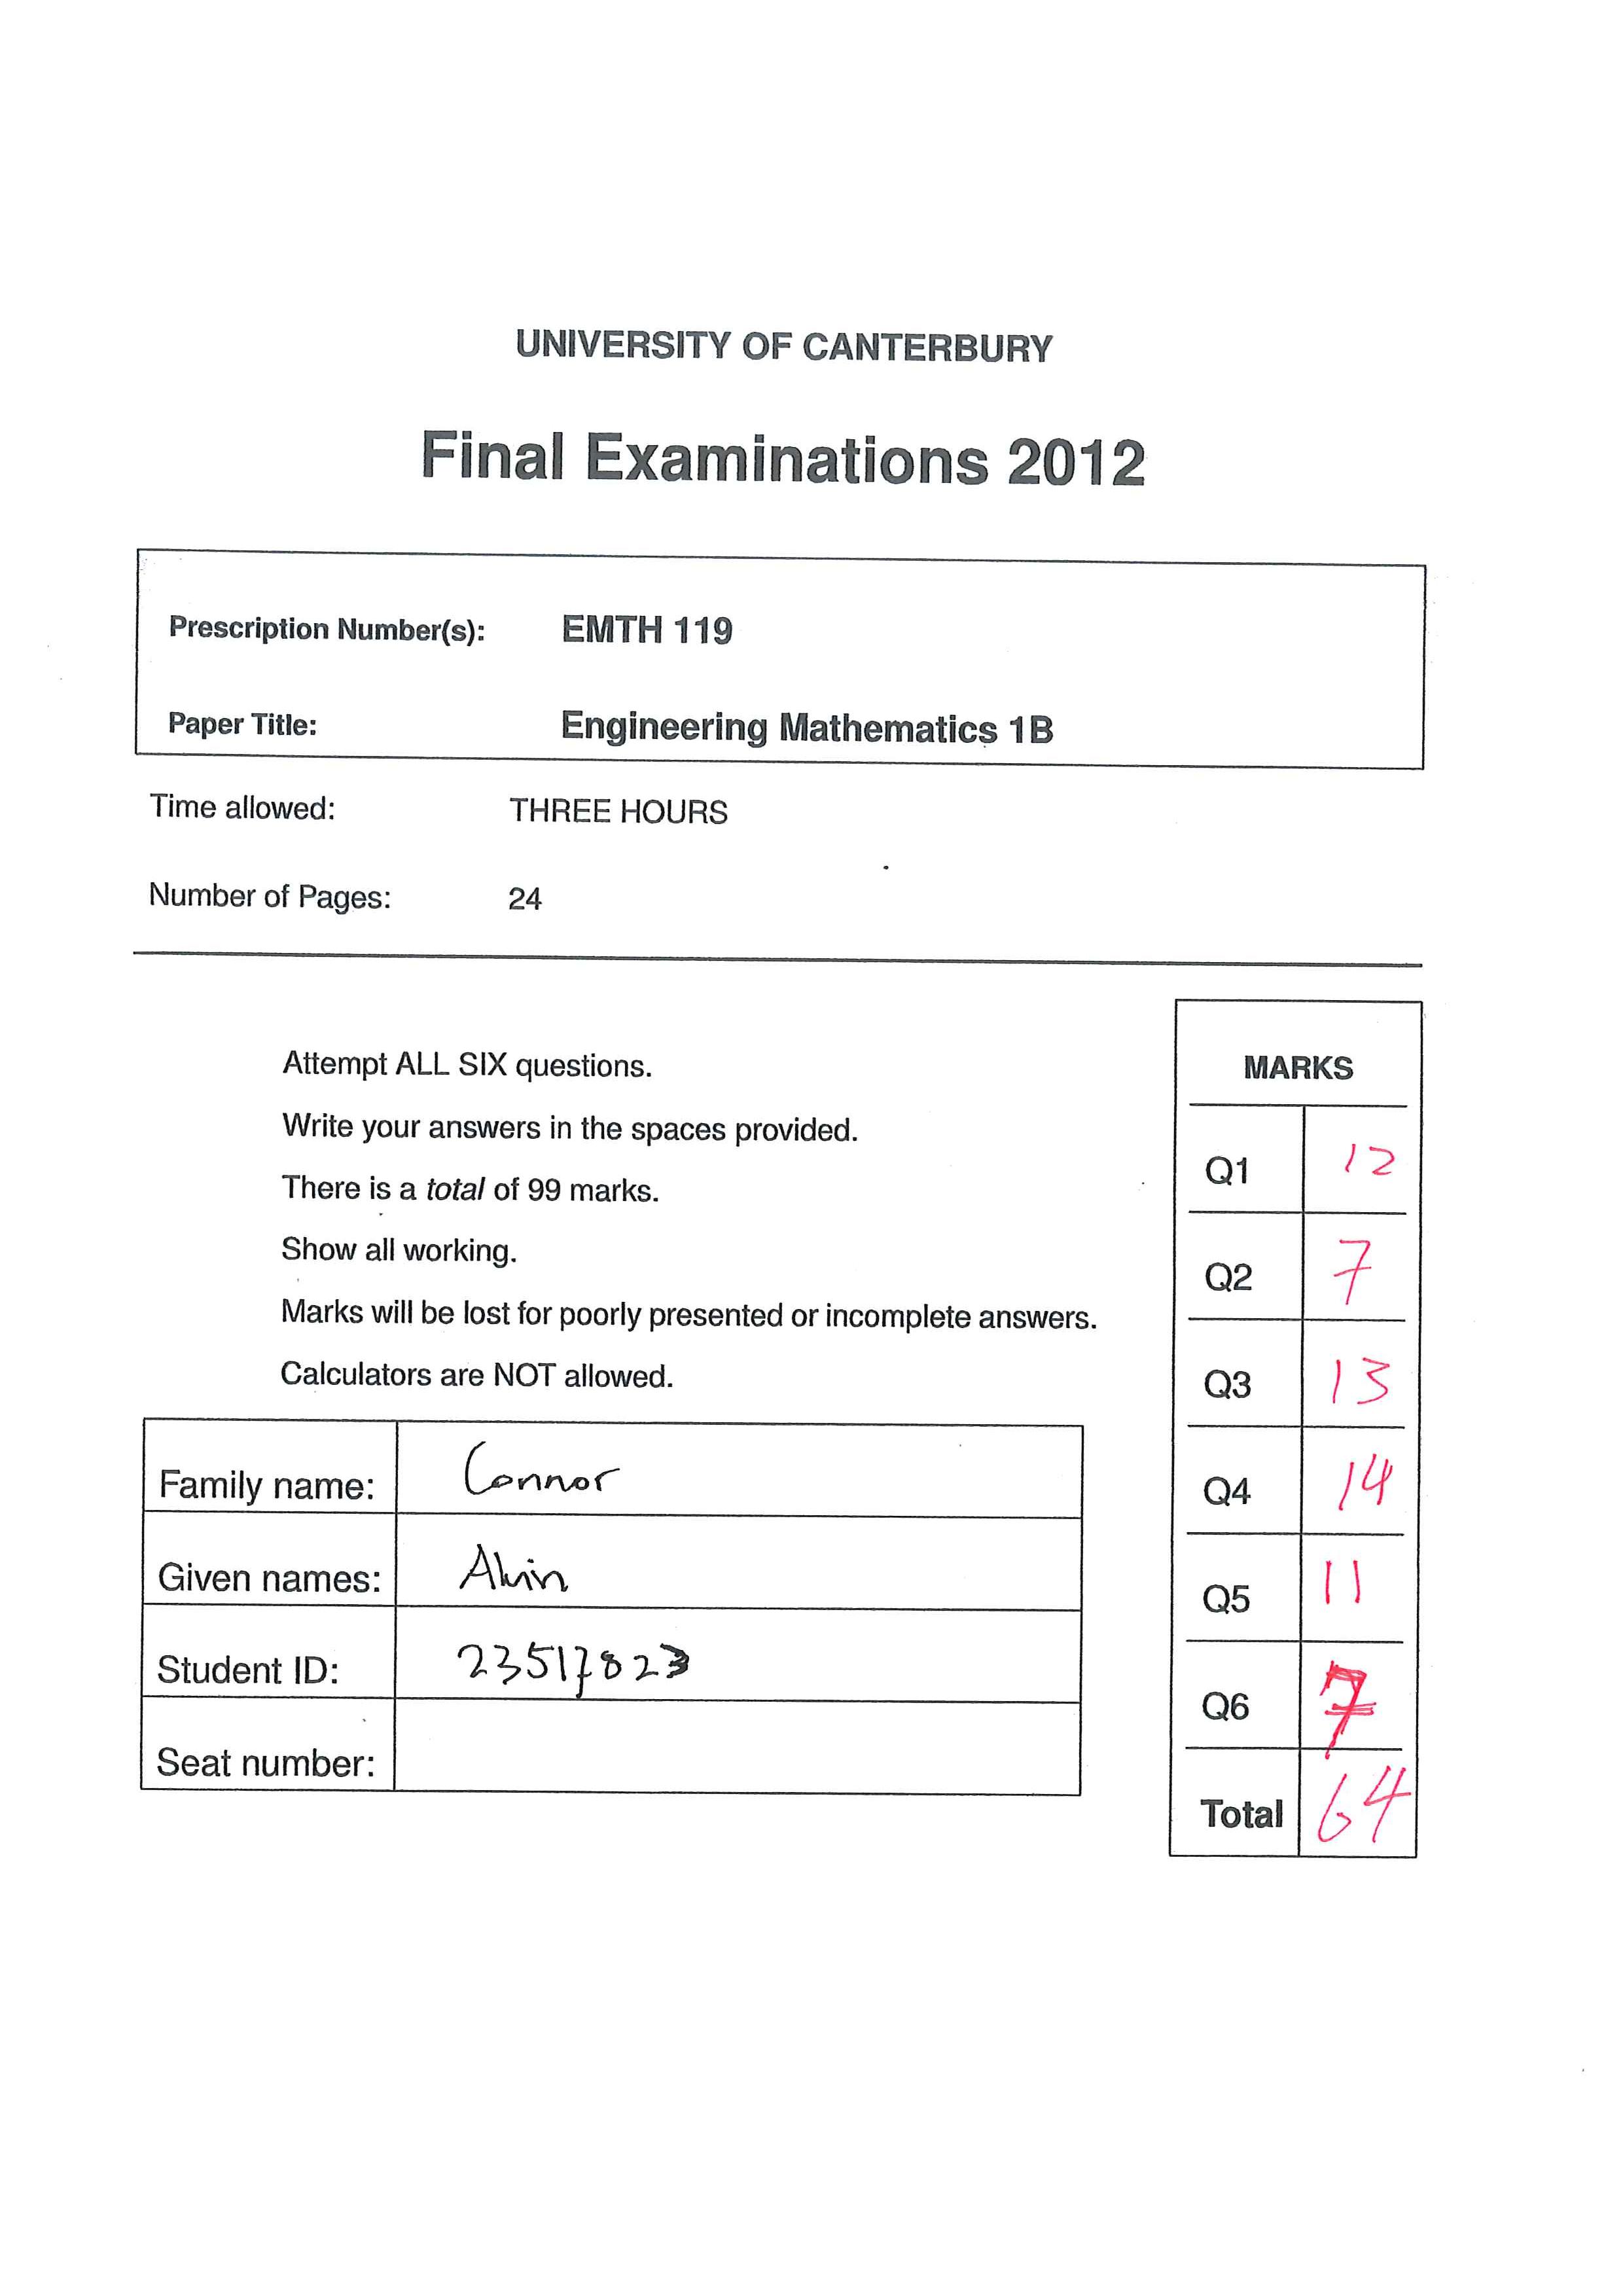 UNIVERSITY OF CANTERBURY
Final Examinations 2012
Prescription Number(s): EMTH 119
Paper Title: Engineering Mathematics 1B
Time allowed: THREE HOURS
Number of Pages: 24
Attempt ALL SIX questions.
Write your answers in the spaces provided.
There is a total of 99 marks.
Show all working.
Marks will be lost for poorly presented or incomplete answers.
Calculators are NOT allowed.
Family name: Connor
Given names: Alvin
Student ID: 23517823
Seat number:
MARKS
Q1 12
Q2 7
Q3 13
Q4 14
Q5 11
Q6 7
Total 64